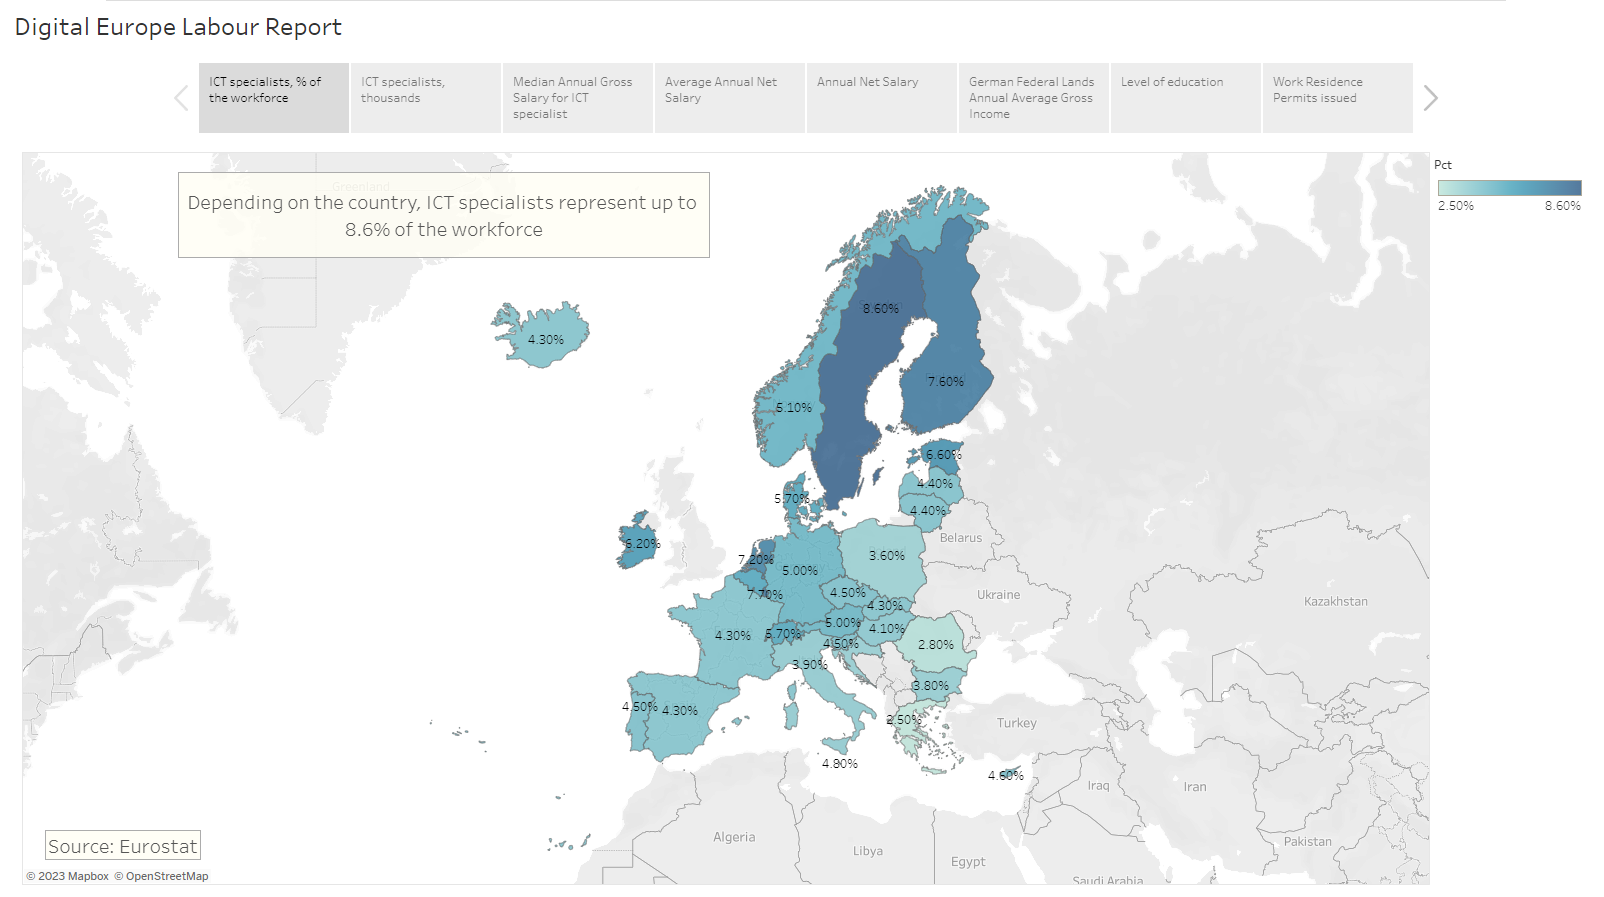 Digital Europe Labour Report
ICT specialists, % of
the workforce
ICT specialists,
thousands
Median Annual Gross
Salary for ICT
specialist
Average Annual Net
Salary
Annual Net Salary
German Federal Lands
Annual Average Gross
Income
Level of education
Work Residence
Permits issued
Pct
2.50% 8.60%
Greenland
Depending on the country, ICT specialists represent up to
8.6% of the workforce
8.60%
4.30%
7.60%
5.10%
6.60%
4.40%
5.70%
4.40%
Belarus
6.20%
7.20%
3.60%
5.00%
7.70%
4.50%
Ukraine
Kazakhstan
4.30%
5.00%
4.10%
4.30%
5.70%
4.50%
2.80%
3.90%
3.80%
4.50%
4.30%
2.50%
Turkey
4.80%
4.60%
Iraq
Iran
Algeria
Libya
Egypt
Pakistan
Saudi Arabia
Source: Eurostat
© 2023 Mapbox © OpenStreetMap